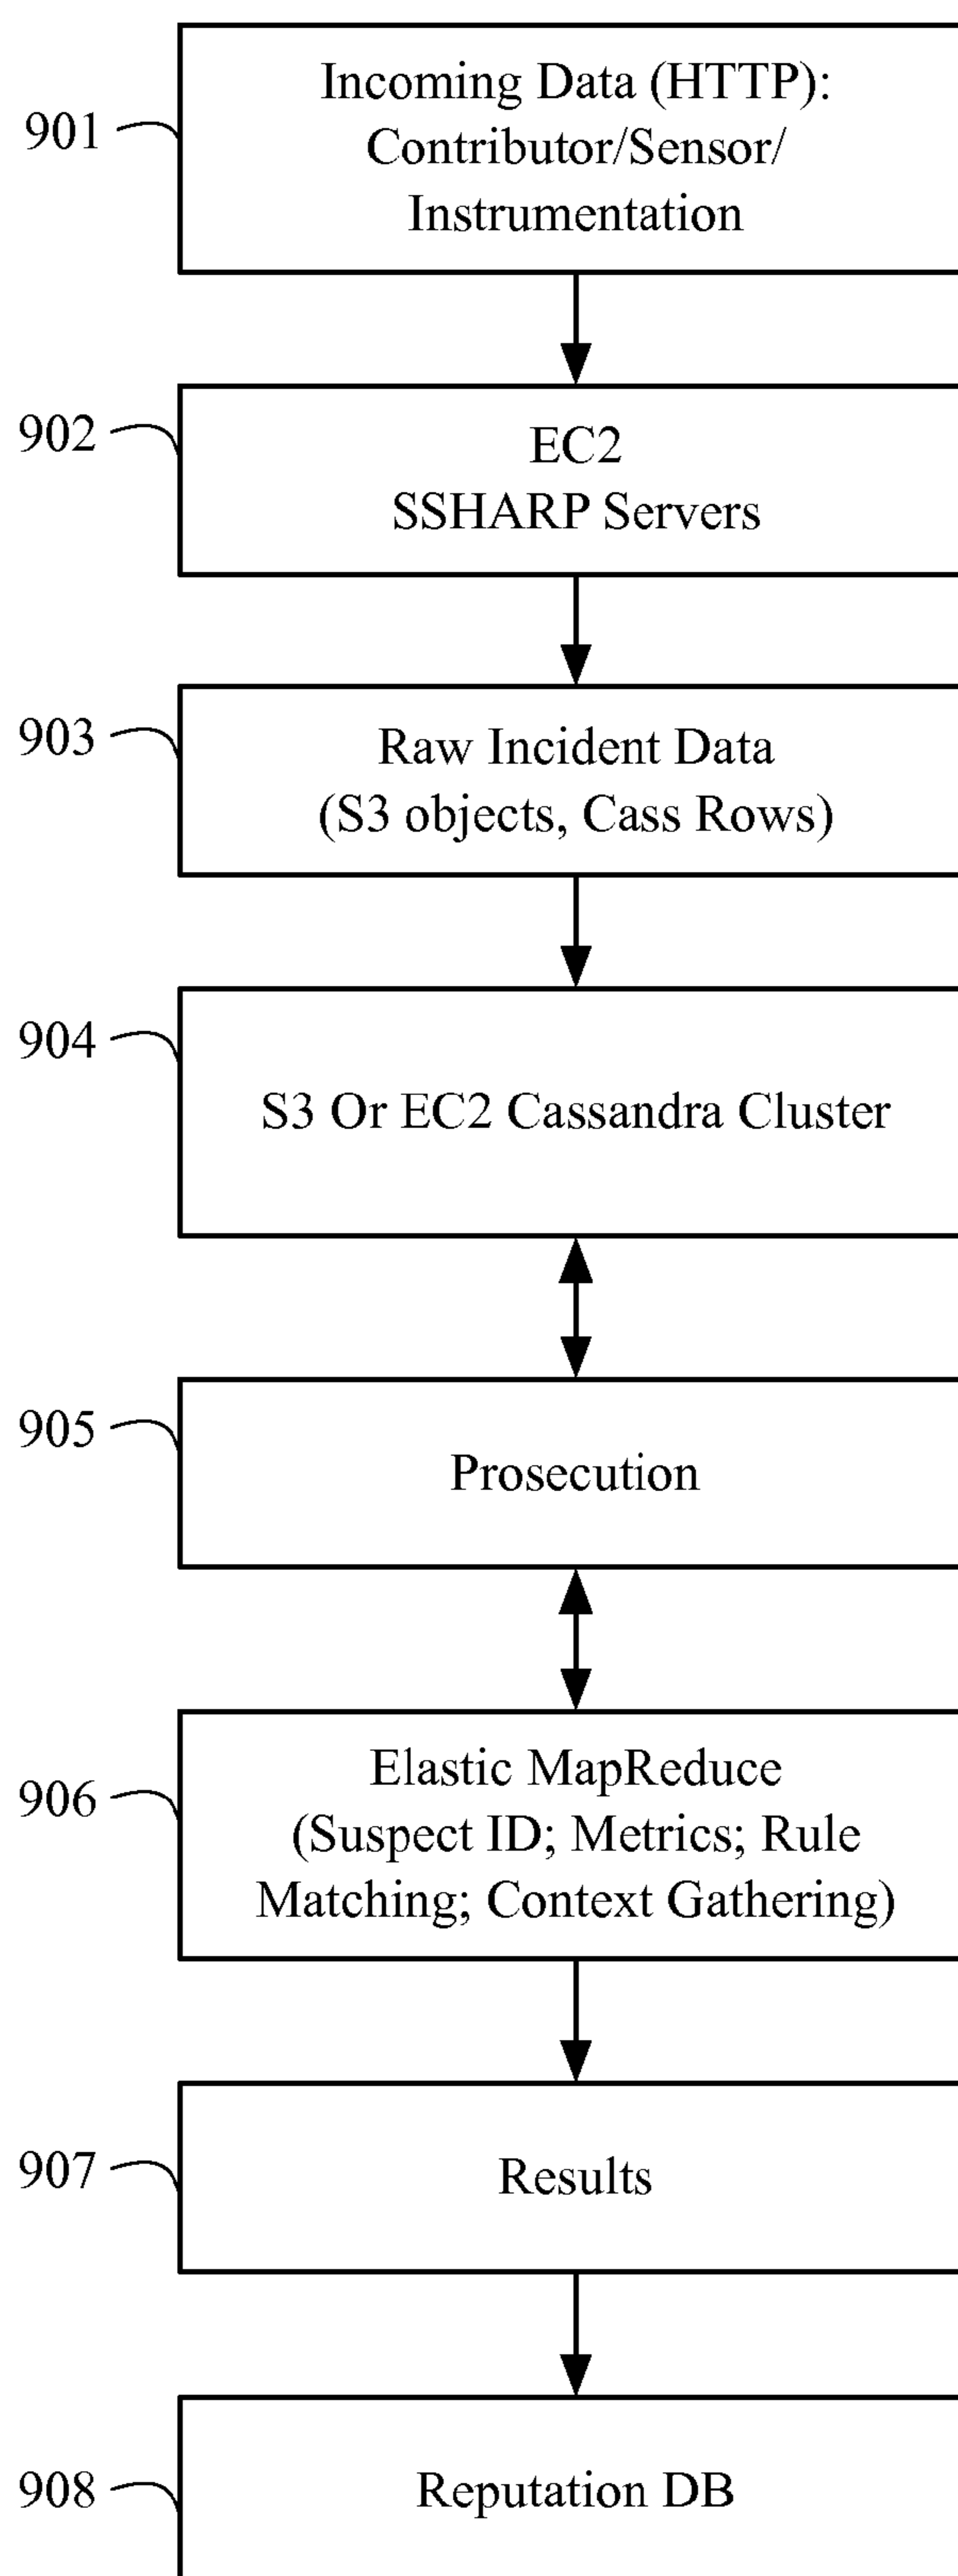 901
Incoming Data (HTTP):
Contributor/Sensor/
Instrumentation
902
EC2
SSHARP Servers
903
Raw Incident Data
(S3 objects, Cass Rows)
904
S3 Or EC2 Cassandra Cluster
905
Prosecution
906
Elastic MapReduce
(Suspect ID; Metrics; Rule
Matching; Context Gathering)
907
Results
908
Reputation DB